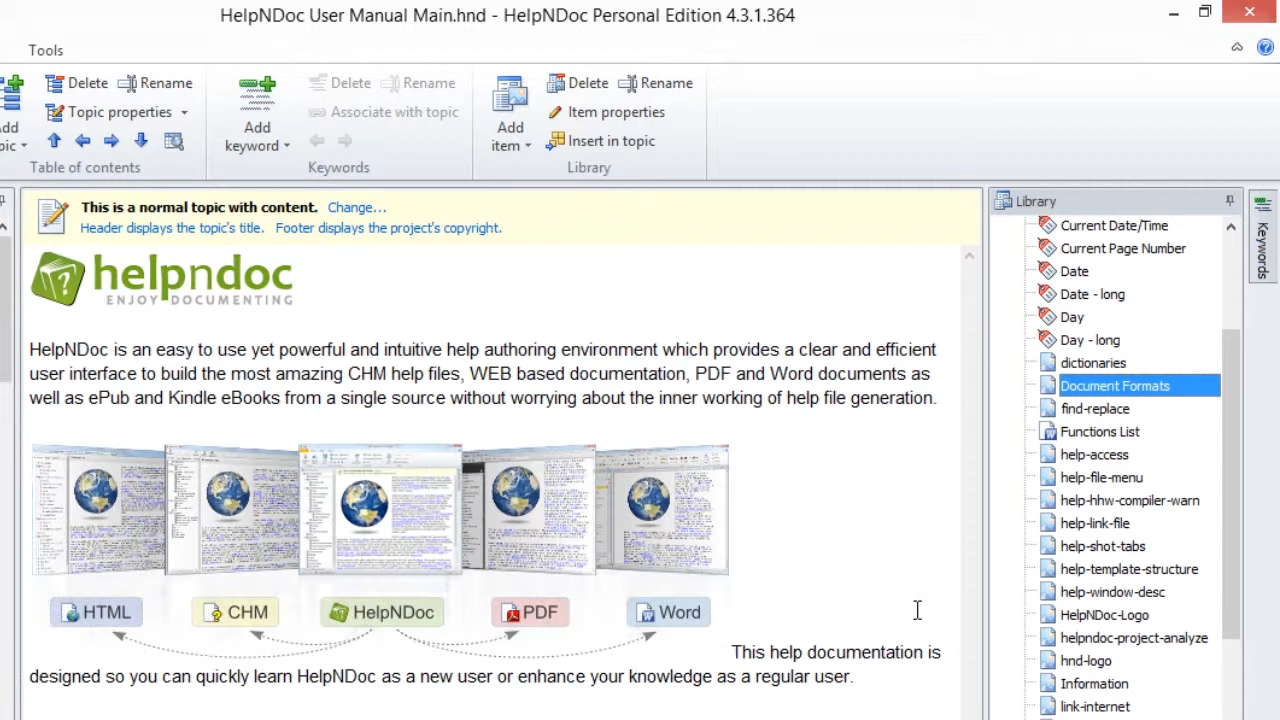 HelpNDoc User Manual Main.hnd - HelpNDoc Personal Edition 4.3.1.364
Tools
Delete Rename
Topic properties
Table of contents
Add keyword
Delete Rename
Associate with topic
Keywords
Add item
Delete Rename
Item properties
Insert in topic
Library
This is a normal topic with content. Change...
Header displays the topic's title. Footer displays the project's copyright.
helpndoc
ENJOY DOCUMENTING
HelpNDoc is an easy to use yet powerful and intuitive help authoring environment which provides a clear and efficient
user interface to build the most amazing CHM help files, WEB based documentation, PDF and Word documents as
well as ePub and Kindle eBooks from a single source without worrying about the inner working of help file generation.
HTML CHM HelpNDoc PDF Word
This help documentation is
designed so you can quickly learn HelpNDoc as a new user or enhance your knowledge as a regular user.
Library
Current Date/Time
Current Page Number
Date
Date - long
Day
Day - long
dictionaries
Document Formats
find-replace
Functions List
help-access
help-file-menu
help-hhw-compiler-warn
help-link-file
help-shot-tabs
help-template-structure
help-window-desc
HelpNDoc-Logo
helpndoc-project-analyze
hnd-logo
Information
link-internet
Keywords